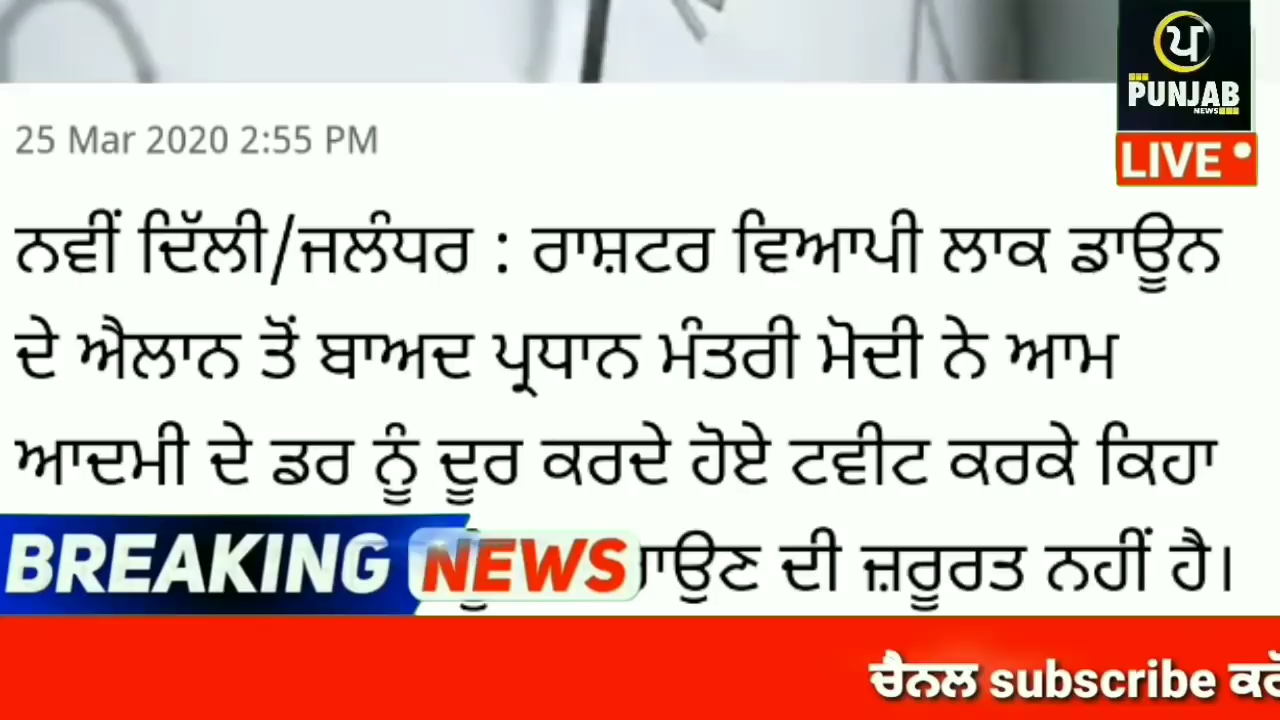 ਪ
PUNJAB
NEWS
LIVE
25 Mar 2020 2:55 PM
ਨਵੀਂ ਦਿੱਲੀ/ਜਲੰਧਰ : ਰਾਸ਼ਟਰ ਵਿਆਪੀ ਲਾਕ ਡਾਊਨ
ਦੇ ਐਲਾਨ ਤੋਂ ਬਾਅਦ ਪ੍ਰਧਾਨ ਮੰਤਰੀ ਮੋਦੀ ਨੇ ਆਮ
ਆਦਮੀ ਦੇ ਡਰ ਨੂੰ ਦੂਰ ਕਰਦੇ ਹੋਏ ਟਵੀਟ ਕਰਕੇ ਕਿਹਾ
ਦੀ ਜ਼ਰੂਰਤ ਨਹੀਂ ਹੈ।
BREAKING NEWS
ਚੈਨਲ subscribe